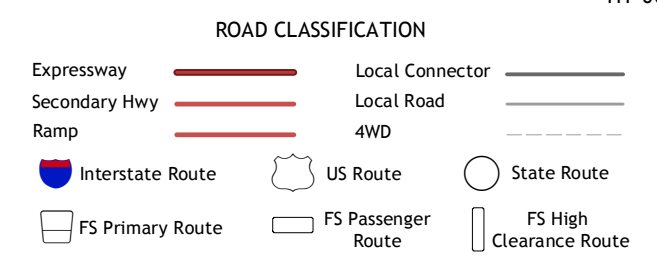 ROAD CLASSIFICATION
Expressway
Local Connector
Secondary Hwy
Local Road
Ramp
4WD
Interstate Route
US Route
State Route
FS Primary Route
FS Passenger
Route
FS High
Clearance Route